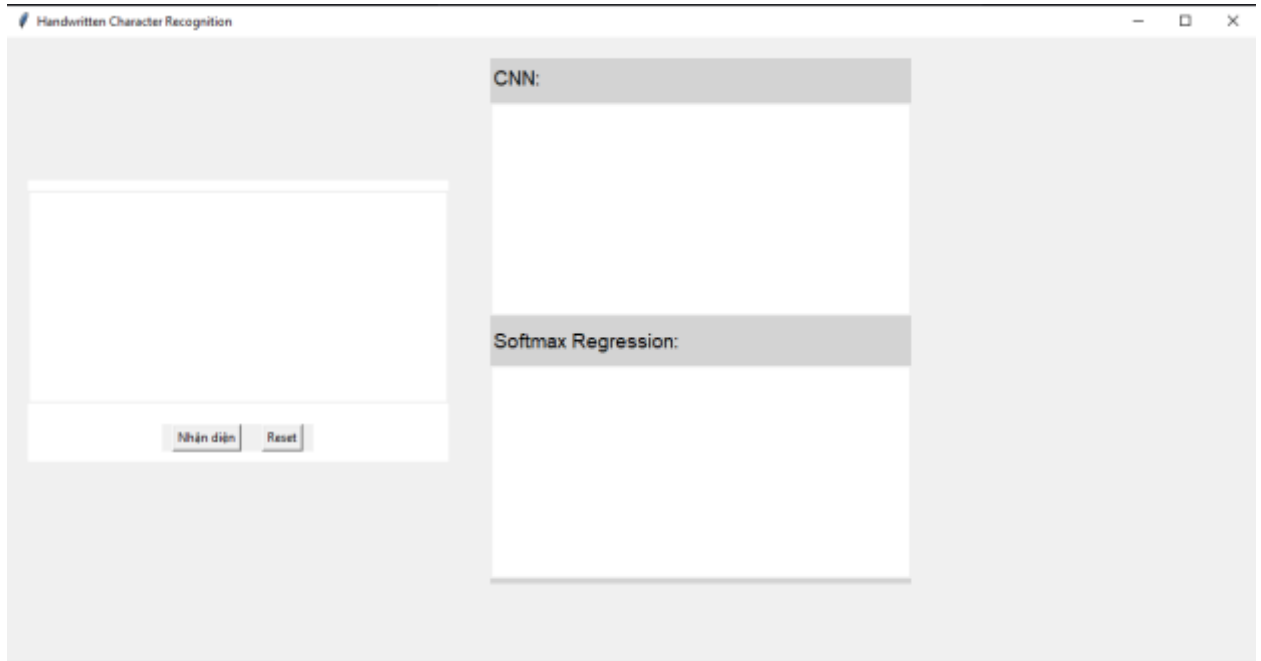 Handwritten Character Recognition
CNN:
Softmax Regression:
Nhận diện Reset